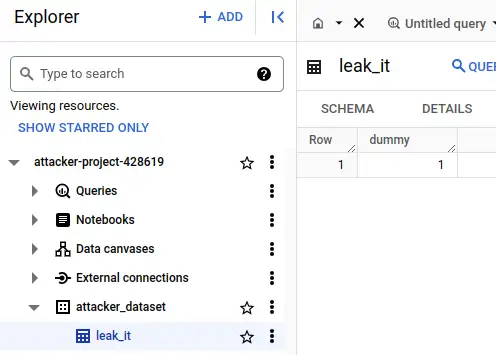 Explorer
+ ADD
Type to search
?
Viewing resources.
SHOW STARRED ONLY
attacker-project-428619
Queries
Notebooks
Data canvases
External connections
attacker_dataset
leak_it
Untitled query
leak_it
SCHEMA
DETAILS
Row dummy
1 1